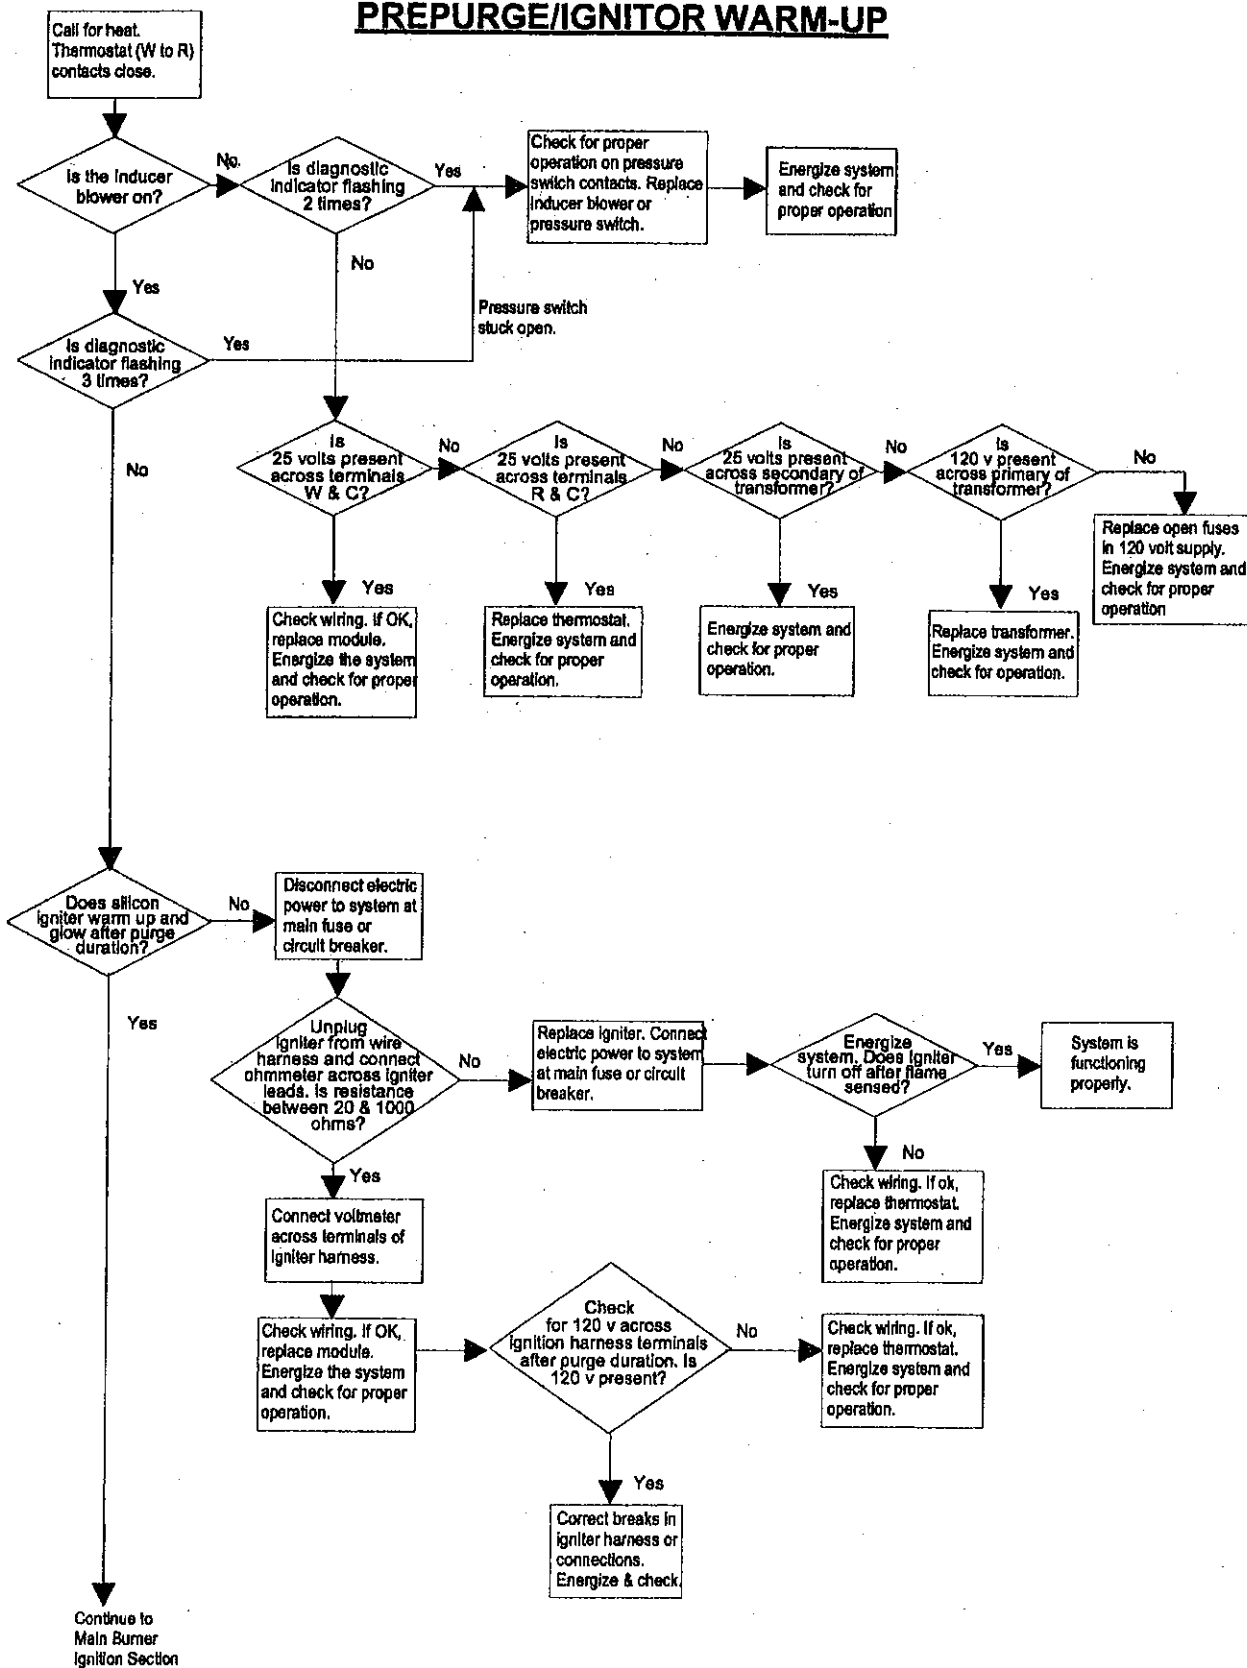 PREPURGE/IGNITOR WARM-UP
Call for heat.
Thermostat (W to R)
contacts close.
Is the Inducer
blower on?
No.
Is diagnostic
indicator flashing
2 times?
Yes
Check for proper
operation on pressure
switch contacts. Replace
Inducer blower or
pressure switch.
Energize system
and check for
proper operation
No
Yes
Pressure switch
stuck open.
Is diagnostic
indicator flashing
3 times?
Yes
No
Is
25 volts present
across terminals
W & C?
No
Is
25 volts present
across terminals
R & C?
No
Is
25 volts present
across secondary of
transformer?
No
Is
120 v present
across primary of
transformer?
No
Replace open fuses
in 120 volt supply.
Energize system and
check for proper
operation
Yes
Check wiring. If OK,
replace module.
Energize the system
and check for proper
operation.
Yes
Replace thermostat.
Energize system and
check for proper
operation.
Yes
Energize system and
check for proper
operation.
Yes
Replace transformer.
Energize system and
check for operation.
Does silicon
igniter warm up and
glow after purge
duration?
No
Disconnect electric
power to system at
main fuse or
circuit breaker.
Yes
Unplug
igniter from wire
harness and connect
ohmmeter across igniter
leads. Is resistance
between 20 & 1000
ohms?
No
Replace igniter. Connect
electric power to system
at main fuse or circuit
breaker.
Energize
system. Does igniter
turn off after flame
sensed?
Yes
System is
functioning
properly.
No
Check wiring. If ok,
replace thermostat.
Energize system and
check for proper
operation.
Yes
Connect voltmeter
across terminals of
igniter harness.
Check wiring. If OK,
replace module.
Energize the system
and check for proper
operation.
Check
for 120 v across
ignition harness terminals
after purge duration. Is
120 v present?
No
Check wiring. If ok,
replace thermostat.
Energize system and
check for proper
operation.
Yes
Correct breaks in
igniter harness or
connections.
Energize & check.
Continue to
Main Burner
Ignition Section